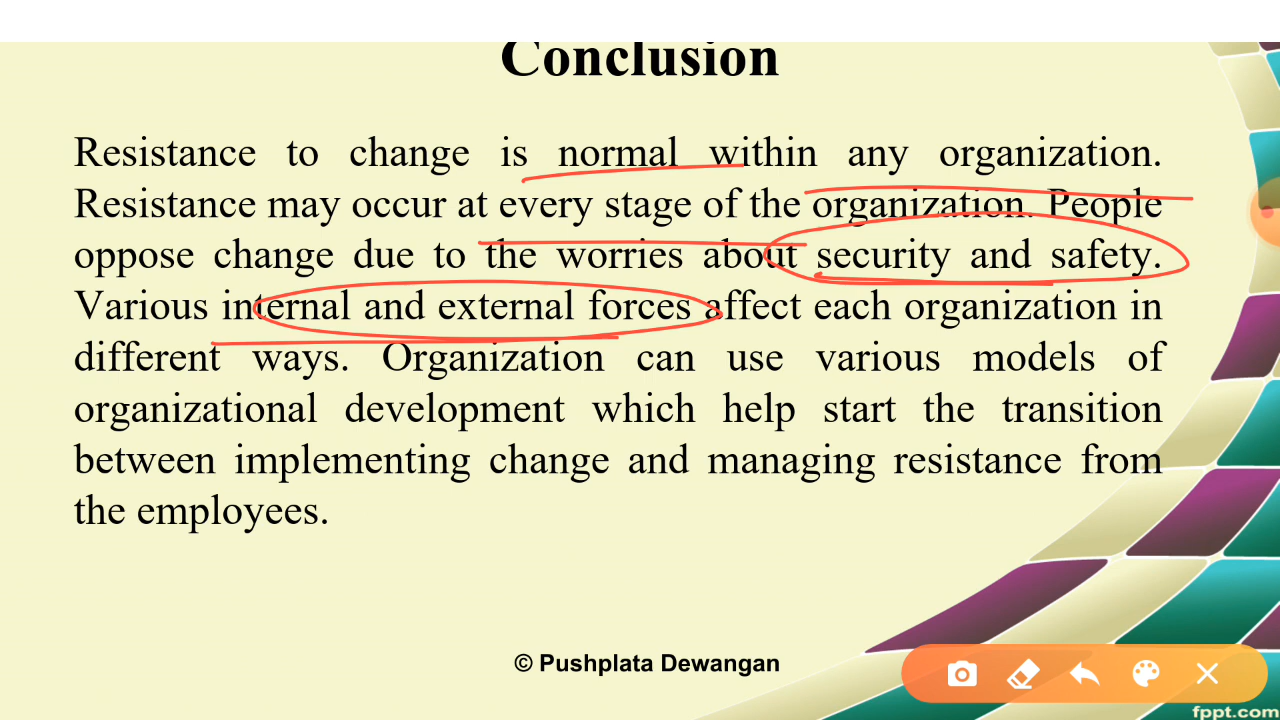 Conclusion
Resistance to change is normal within any organization.
Resistance may occur at every stage of the organization. People
oppose change due to the worries about security and safety.
Various internal and external forces affect each organization in
different ways. Organization can use various models of
organizational development which help start the transition
between implementing change and managing resistance from
the employees.
© Pushplata Dewangan
fppt.com